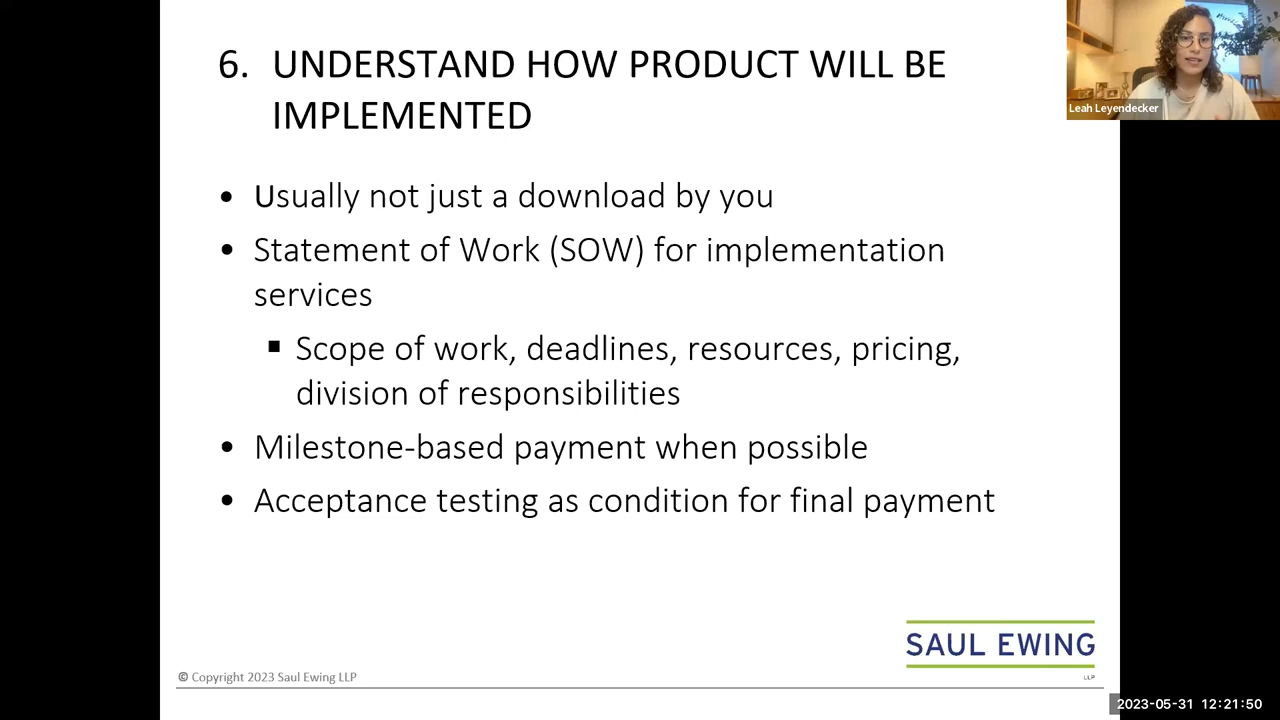 6. UNDERSTAND HOW PRODUCT WILL BE
IMPLEMENTED
Leah Leyendecker
• Usually not just a download by you
• Statement of Work (SOW) for implementation
services
▪ Scope of work, deadlines, resources, pricing,
division of responsibilities
• Milestone-based payment when possible
• Acceptance testing as condition for final payment
SAUL EWING
LLP
© Copyright 2023 Saul Ewing LLP
2023-05-31 12:21:50